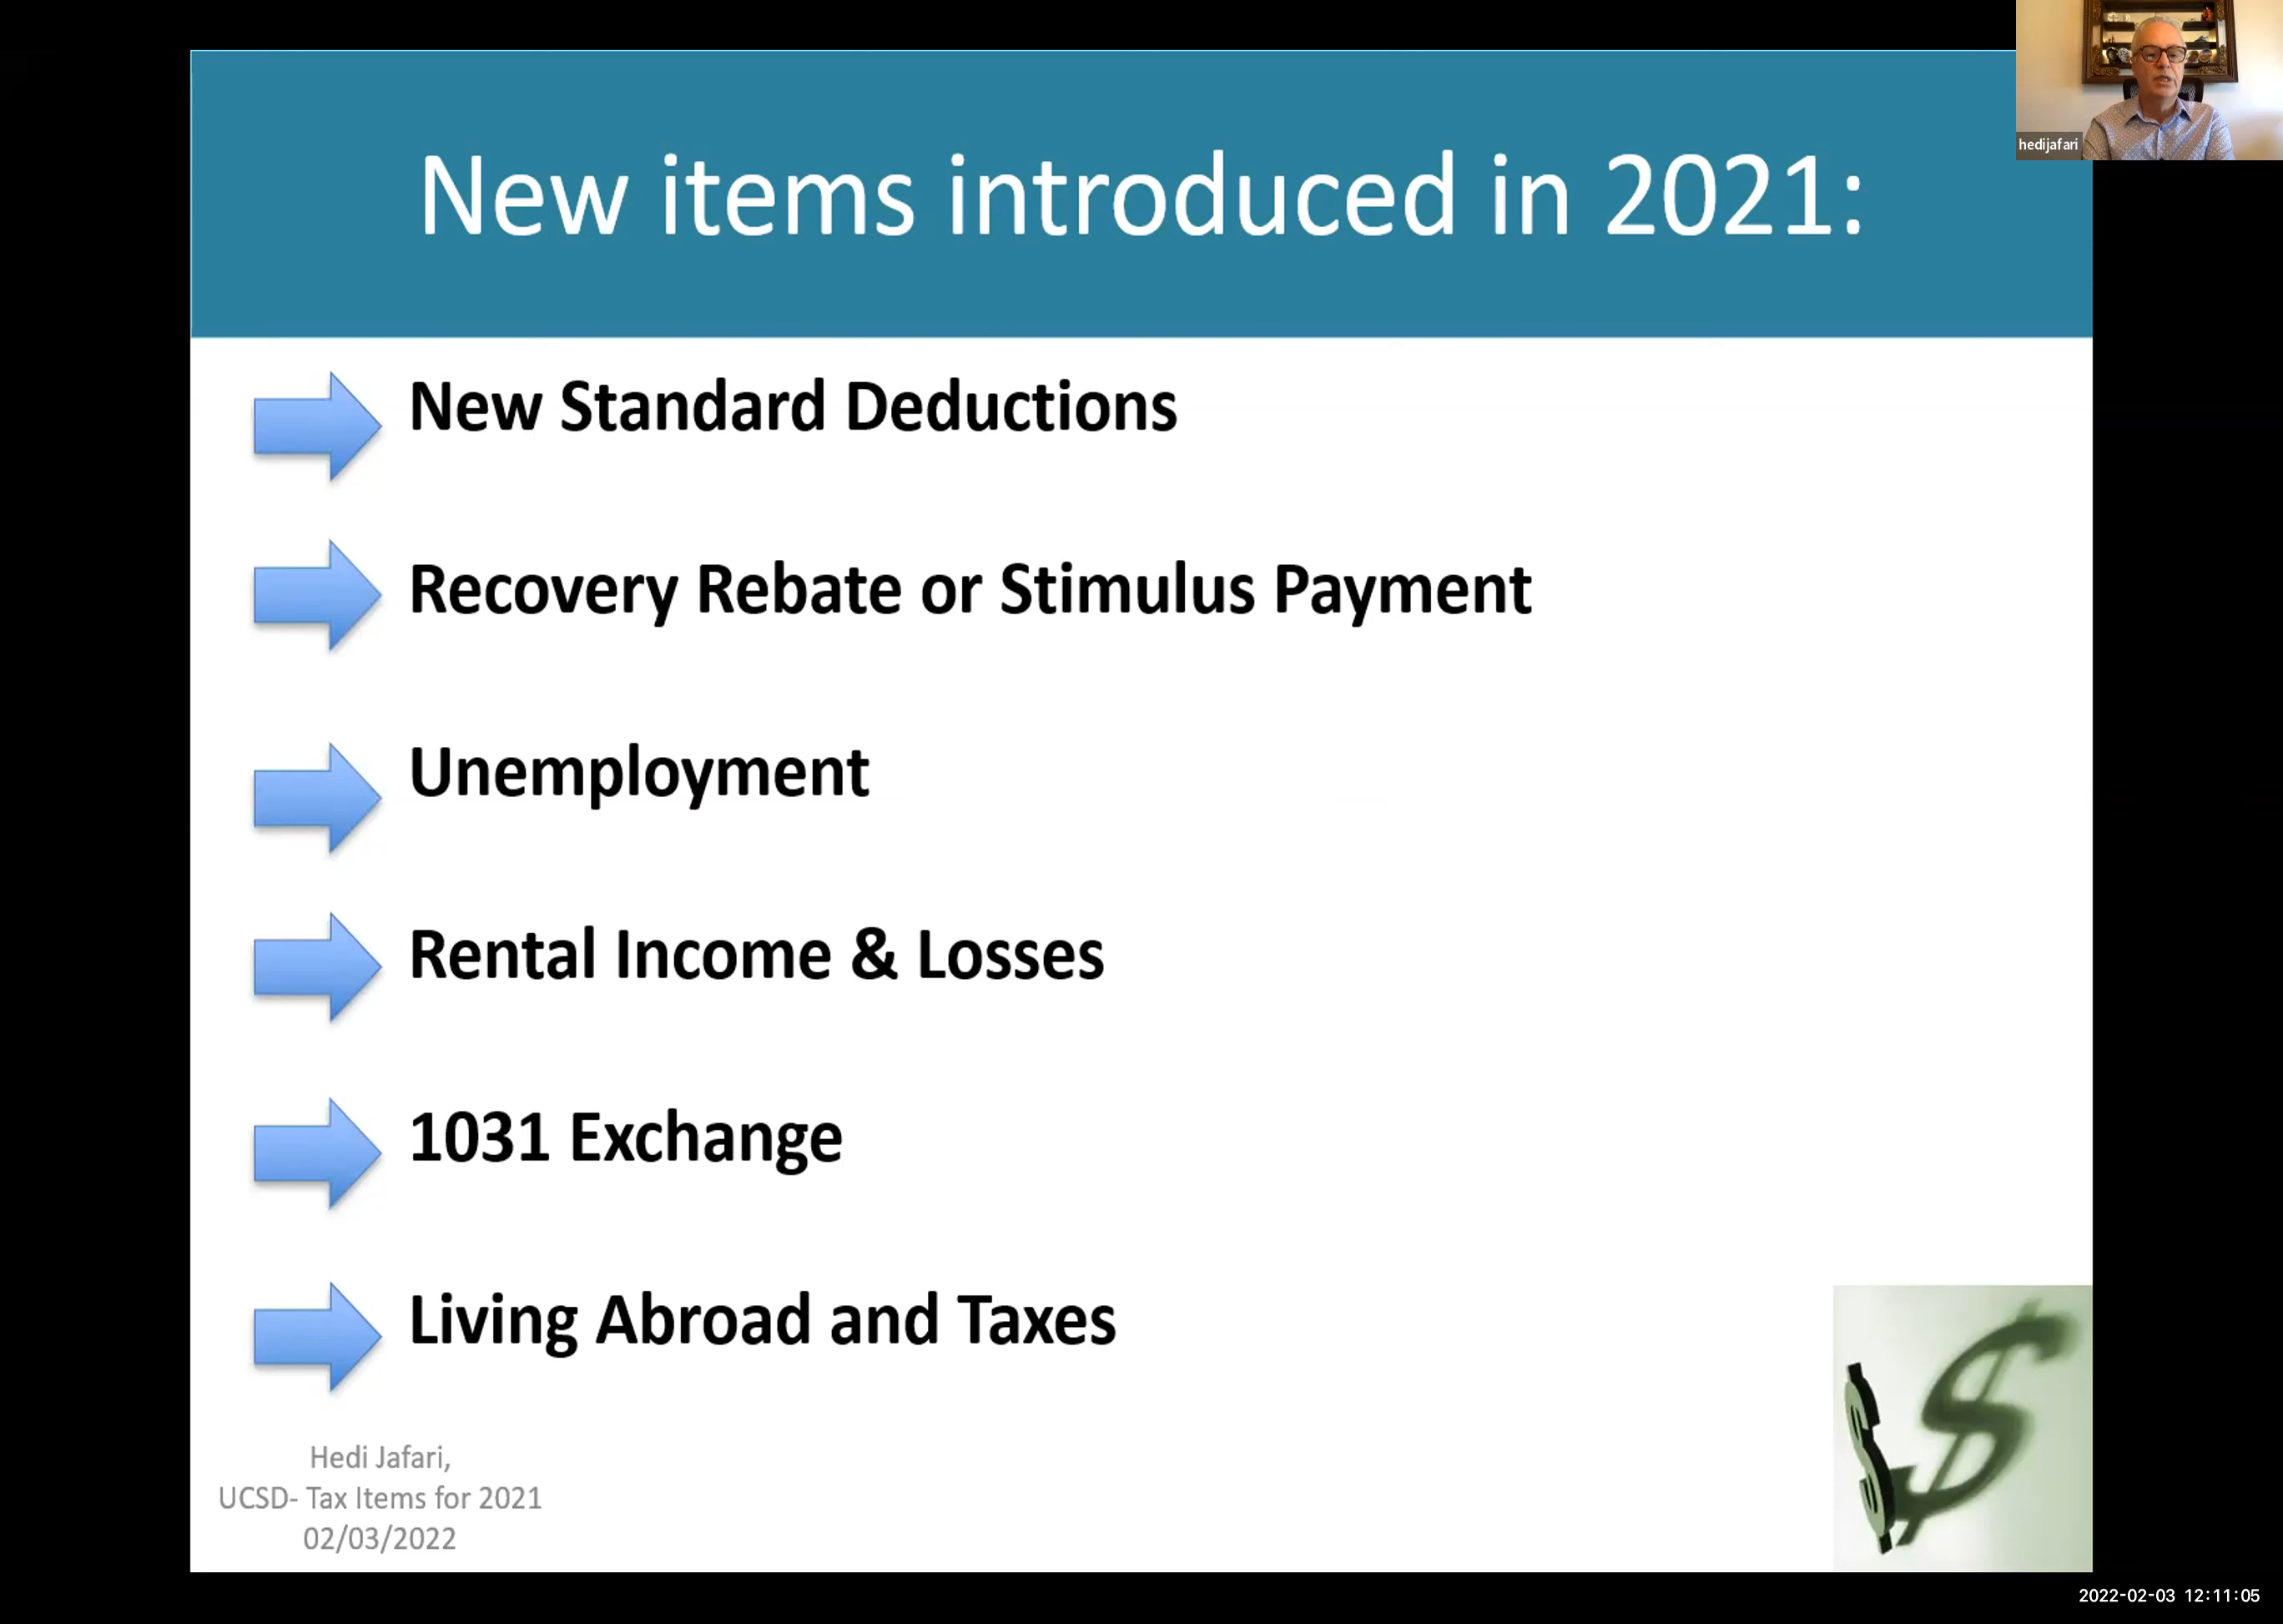 New items introduced in 2021:
hedijafari
New Standard Deductions
Recovery Rebate or Stimulus Payment
Unemployment
Rental Income & Losses
1031 Exchange
Living Abroad and Taxes
Hedi Jafari,
UCSD- Tax Items for 2021
02/03/2022
$
$
2022-02-03 12:11:05